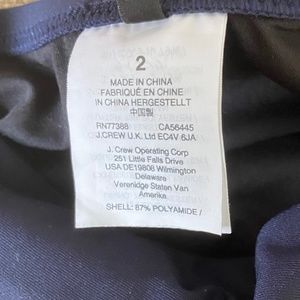 2
MADE IN CHINA
FABRIQUÉ EN CHINE
IN CHINA HERGESTELLT
中国製
RN77388 CA56445
J.CREW U.K. Ltd EC4V 6JA
J. Crew Operating Corp
251 Little Falls Drive
USA DE19808 Wilmington
Delaware
Verenidge Staten Van
Amerika
SHELL: 87% POLYAMIDE /